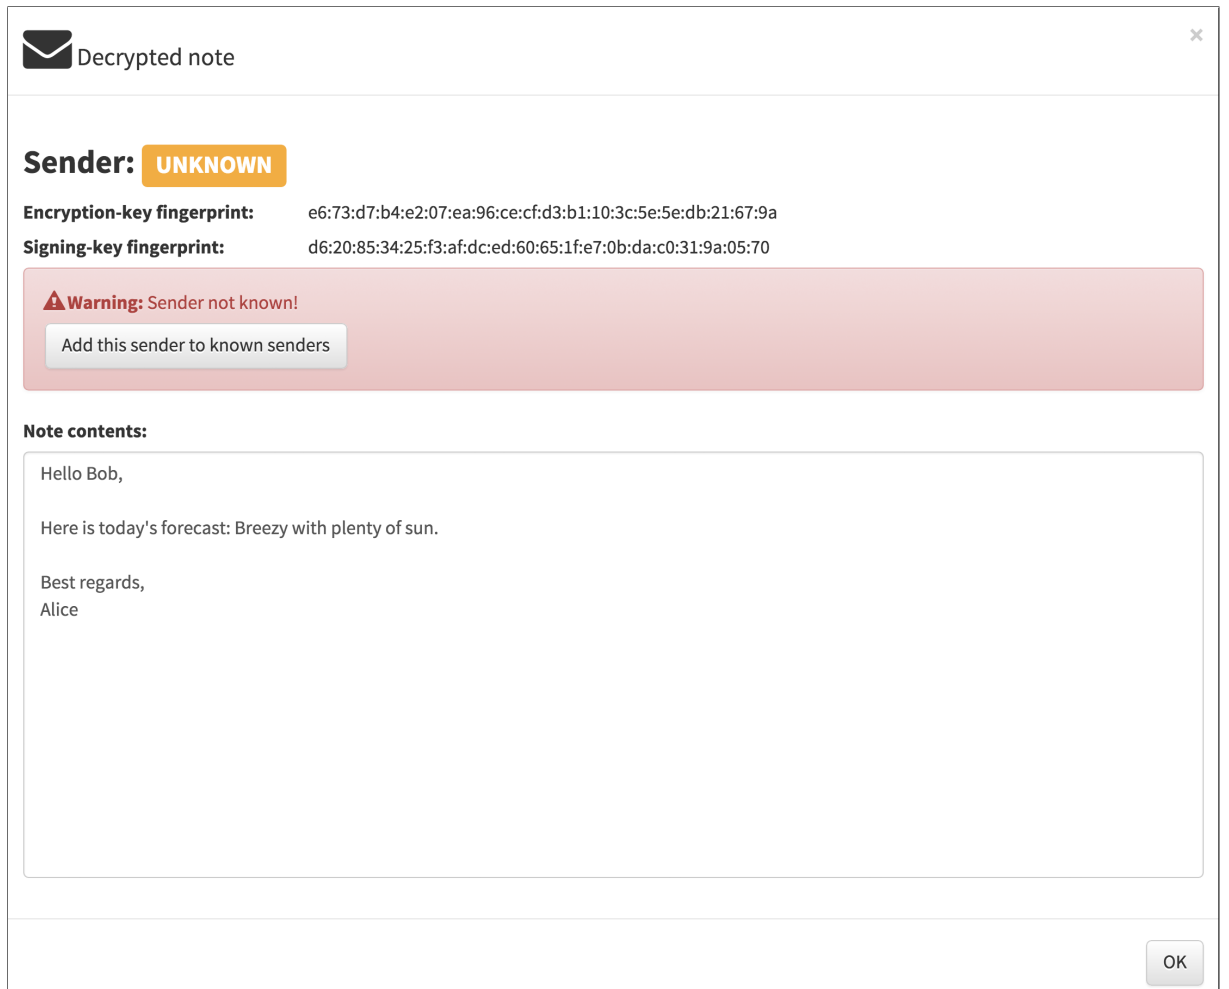 Decrypted note
×
Sender: UNKNOWN
Encryption-key fingerprint: e6:73:d7:b4:e2:07:ea:96:ce:cf:d3:b1:10:3c:5e:5e:db:21:67:9a
Signing-key fingerprint: d6:20:85:34:25:f3:af:dc:ed:60:65:1f:e7:0b:da:c0:31:9a:05:70
Warning: Sender not known!
Add this sender to known senders
Note contents:
Hello Bob,
Here is today's forecast: Breezy with plenty of sun.
Best regards,
Alice
OK